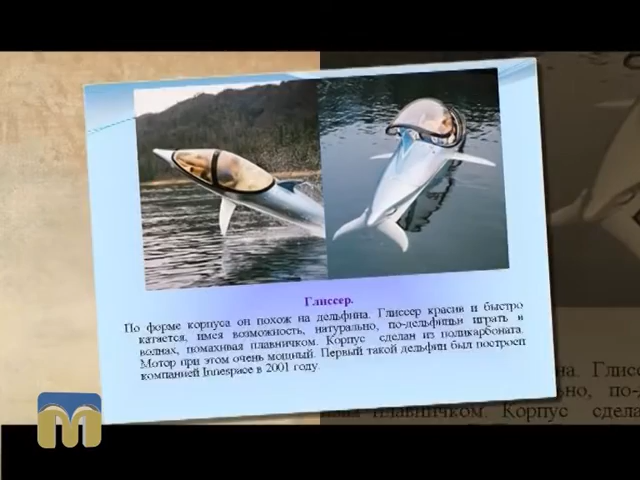 Глиссер.
По форме корпуса он похож на дельфина. Глиссер красив и быстро
катается, имея возможность, натурально, по-дельфиньи играть в
волнах, помахивая плавничком. Корпус сделан из поликарбоната.
Мотор при этом очень мощный. Первый такой дельфин был построен
компанией Innespace в 2001 году.
на. Глиссе
но, по-д
плавничком. Корпус сдела
M